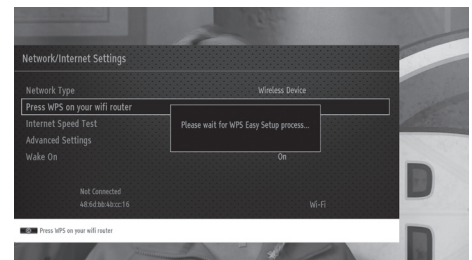 Network/Internet Settings
Network Type Wireless Device
Press WPS on your wifi router
Internet Speed Test
Please wait for WPS Easy Setup process...
Advanced Settings
Wake On On
Not Connected
48:6d:bb:4b:cc:16 Wi-Fi
OK Press WPS on your wifi router